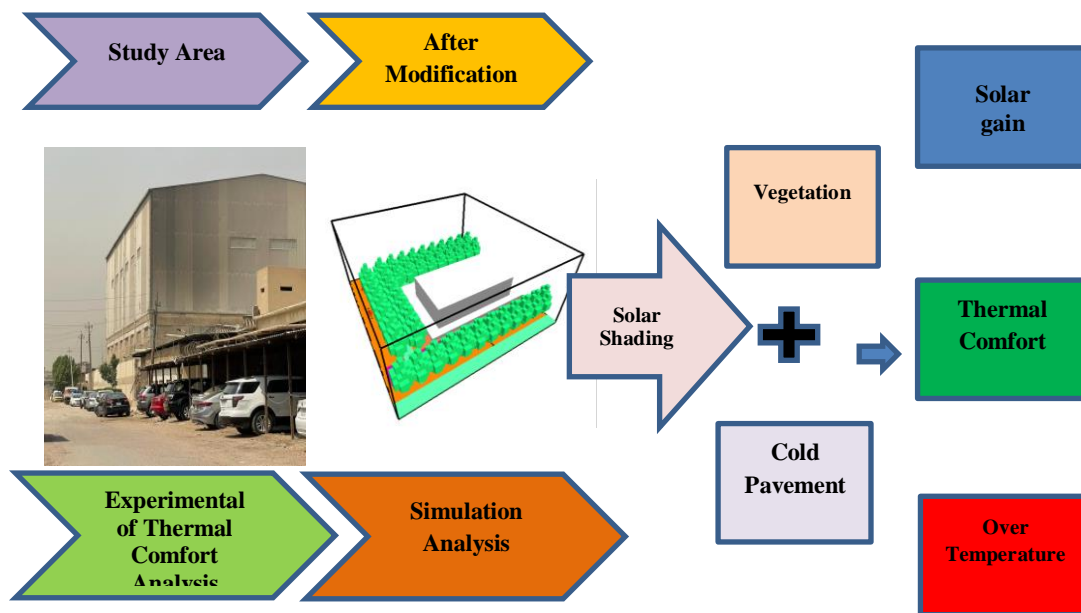 Study Area
After
Modification
Solar
gain
Vegetation
Solar
Shading
Thermal
Comfort
Cold
Pavement
Experimental
of Thermal
Comfort
Analysis
Simulation
Analysis
Over
Temperature